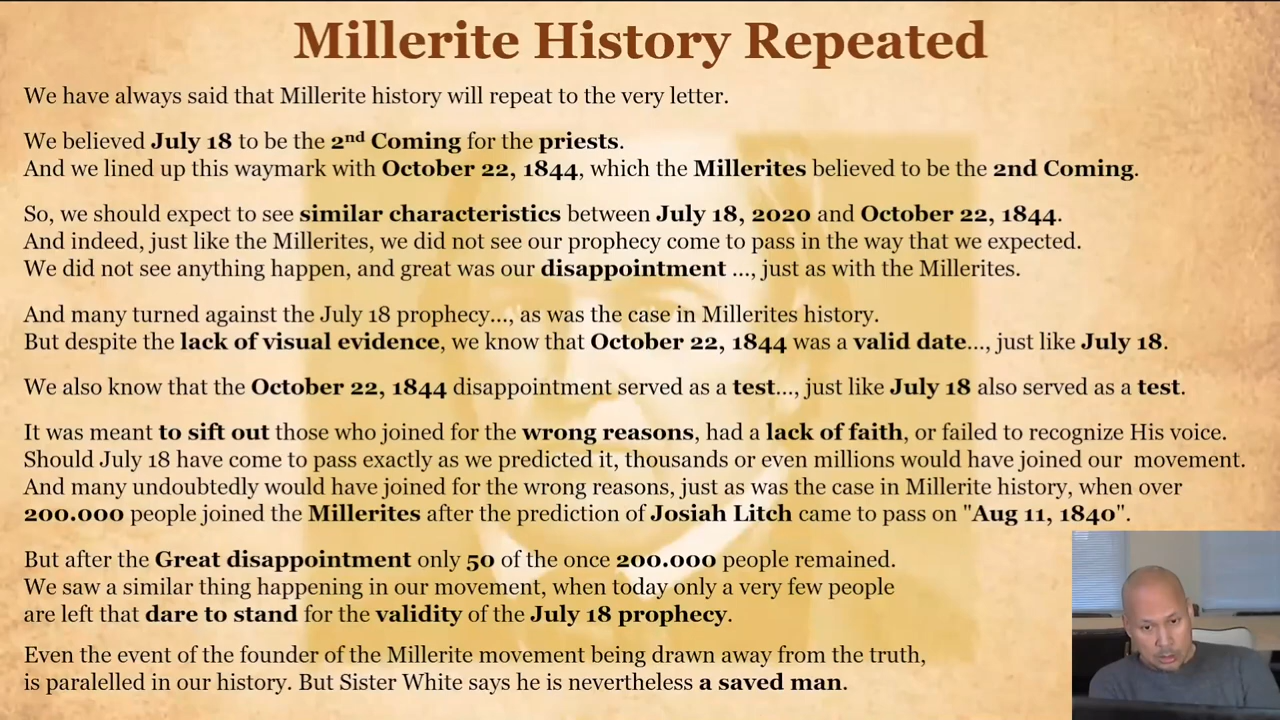 Millerite History Repeated
We have always said that Millerite history will repeat to the very letter.
We believed July 18 to be the 2nd Coming for the priests.
And we lined up this waymark with October 22, 1844, which the Millerites believed to be the 2nd Coming.
So, we should expect to see similar characteristics between July 18, 2020 and October 22, 1844.
And indeed, just like the Millerites, we did not see our prophecy come to pass in the way that we expected.
We did not see anything happen, and great was our disappointment ..., just as with the Millerites.
And many turned against the July 18 prophecy..., as was the case in Millerites history.
But despite the lack of visual evidence, we know that October 22, 1844 was a valid date..., just like July 18.
We also know that the October 22, 1844 disappointment served as a test..., just like July 18 also served as a test.
It was meant to sift out those who joined for the wrong reasons, had a lack of faith, or failed to recognize His voice.
Should July 18 have come to pass exactly as we predicted it, thousands or even millions would have joined our movement.
And many undoubtedly would have joined for the wrong reasons, just as was the case in Millerite history, when over
200.000 people joined the Millerites after the prediction of Josiah Litch came to pass on "Aug 11, 1840".
But after the Great disappointment only 50 of the once 200.000 people remained.
We saw a similar thing happening in our movement, when today only a very few people
are left that dare to stand for the validity of the July 18 prophecy.
Even the event of the founder of the Millerite movement being drawn away from the truth,
is paralelled in our history. But Sister White says he is nevertheless a saved man.